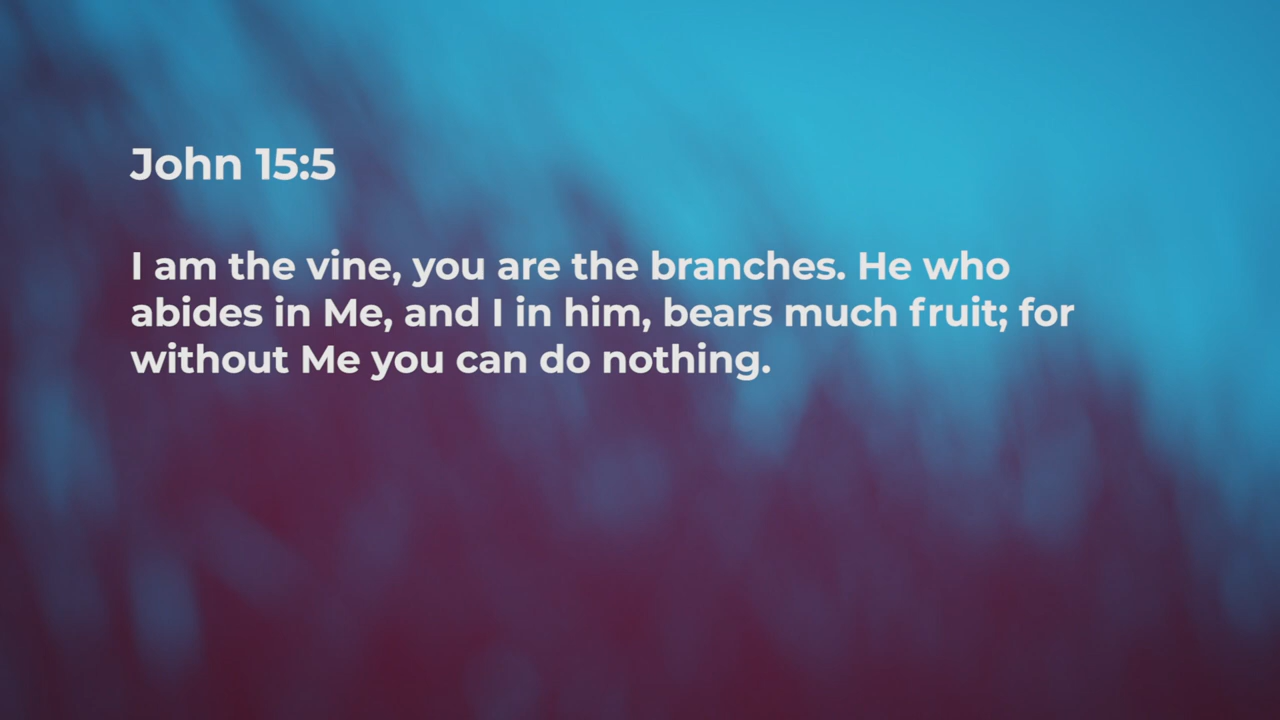 John 15:5
I am the vine, you are the branches. He who
abides in Me, and I in him, bears much fruit; for
without Me you can do nothing.